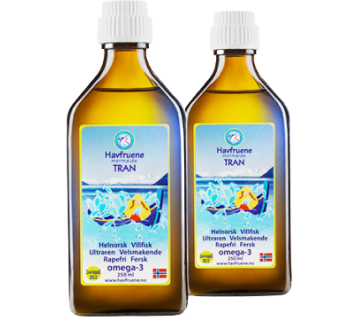 Havfruene
TRAN
Helnorsk Villfisk
Ultraren Velsmakende
Rapefri Fersk
omega-3
250 ml
www.havfruene.no
Havfruene
TRAN
Helnorsk Villfisk
Ultraren Velsmakende
Rapefri Fersk
omega-3
250 ml
www.havfruene.no